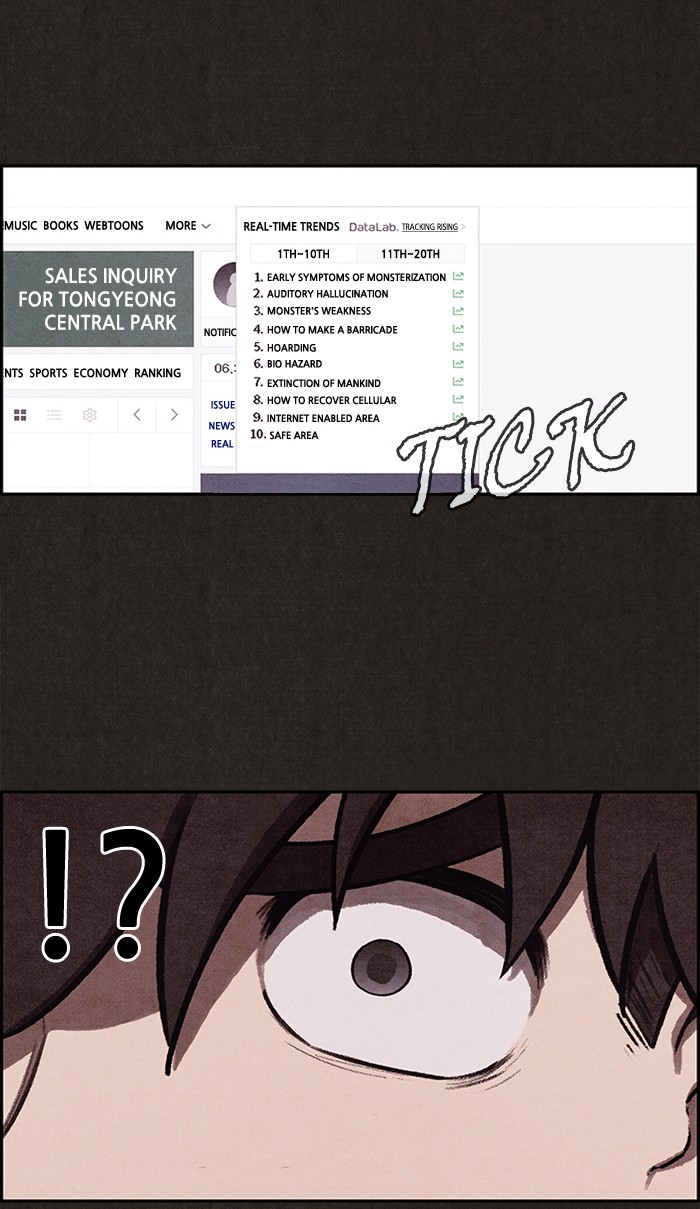 MUSIC BOOKS WEBTOONS MORE
REAL-TIME TRENDS DataLab. TRACKING RISING
1TH~10TH 11TH~20TH
SALES INQUIRY
FOR TONGYEONG
CENTRAL PARK
1. EARLY SYMPTOMS OF MONSTERIZATION
2. AUDITORY HALLUCINATION
3. MONSTER'S WEAKNESS
4. HOW TO MAKE A BARRICADE
5. HOARDING
6. BIO HAZARD
7. EXTINCTION OF MANKIND
8. HOW TO RECOVER CELLULAR
9. INTERNET ENABLED AREA
10. SAFE AREA
NOTIFIC
NTS SPORTS ECONOMY RANKING
06.
ISSUE
NEWS
REAL
TICK
!?